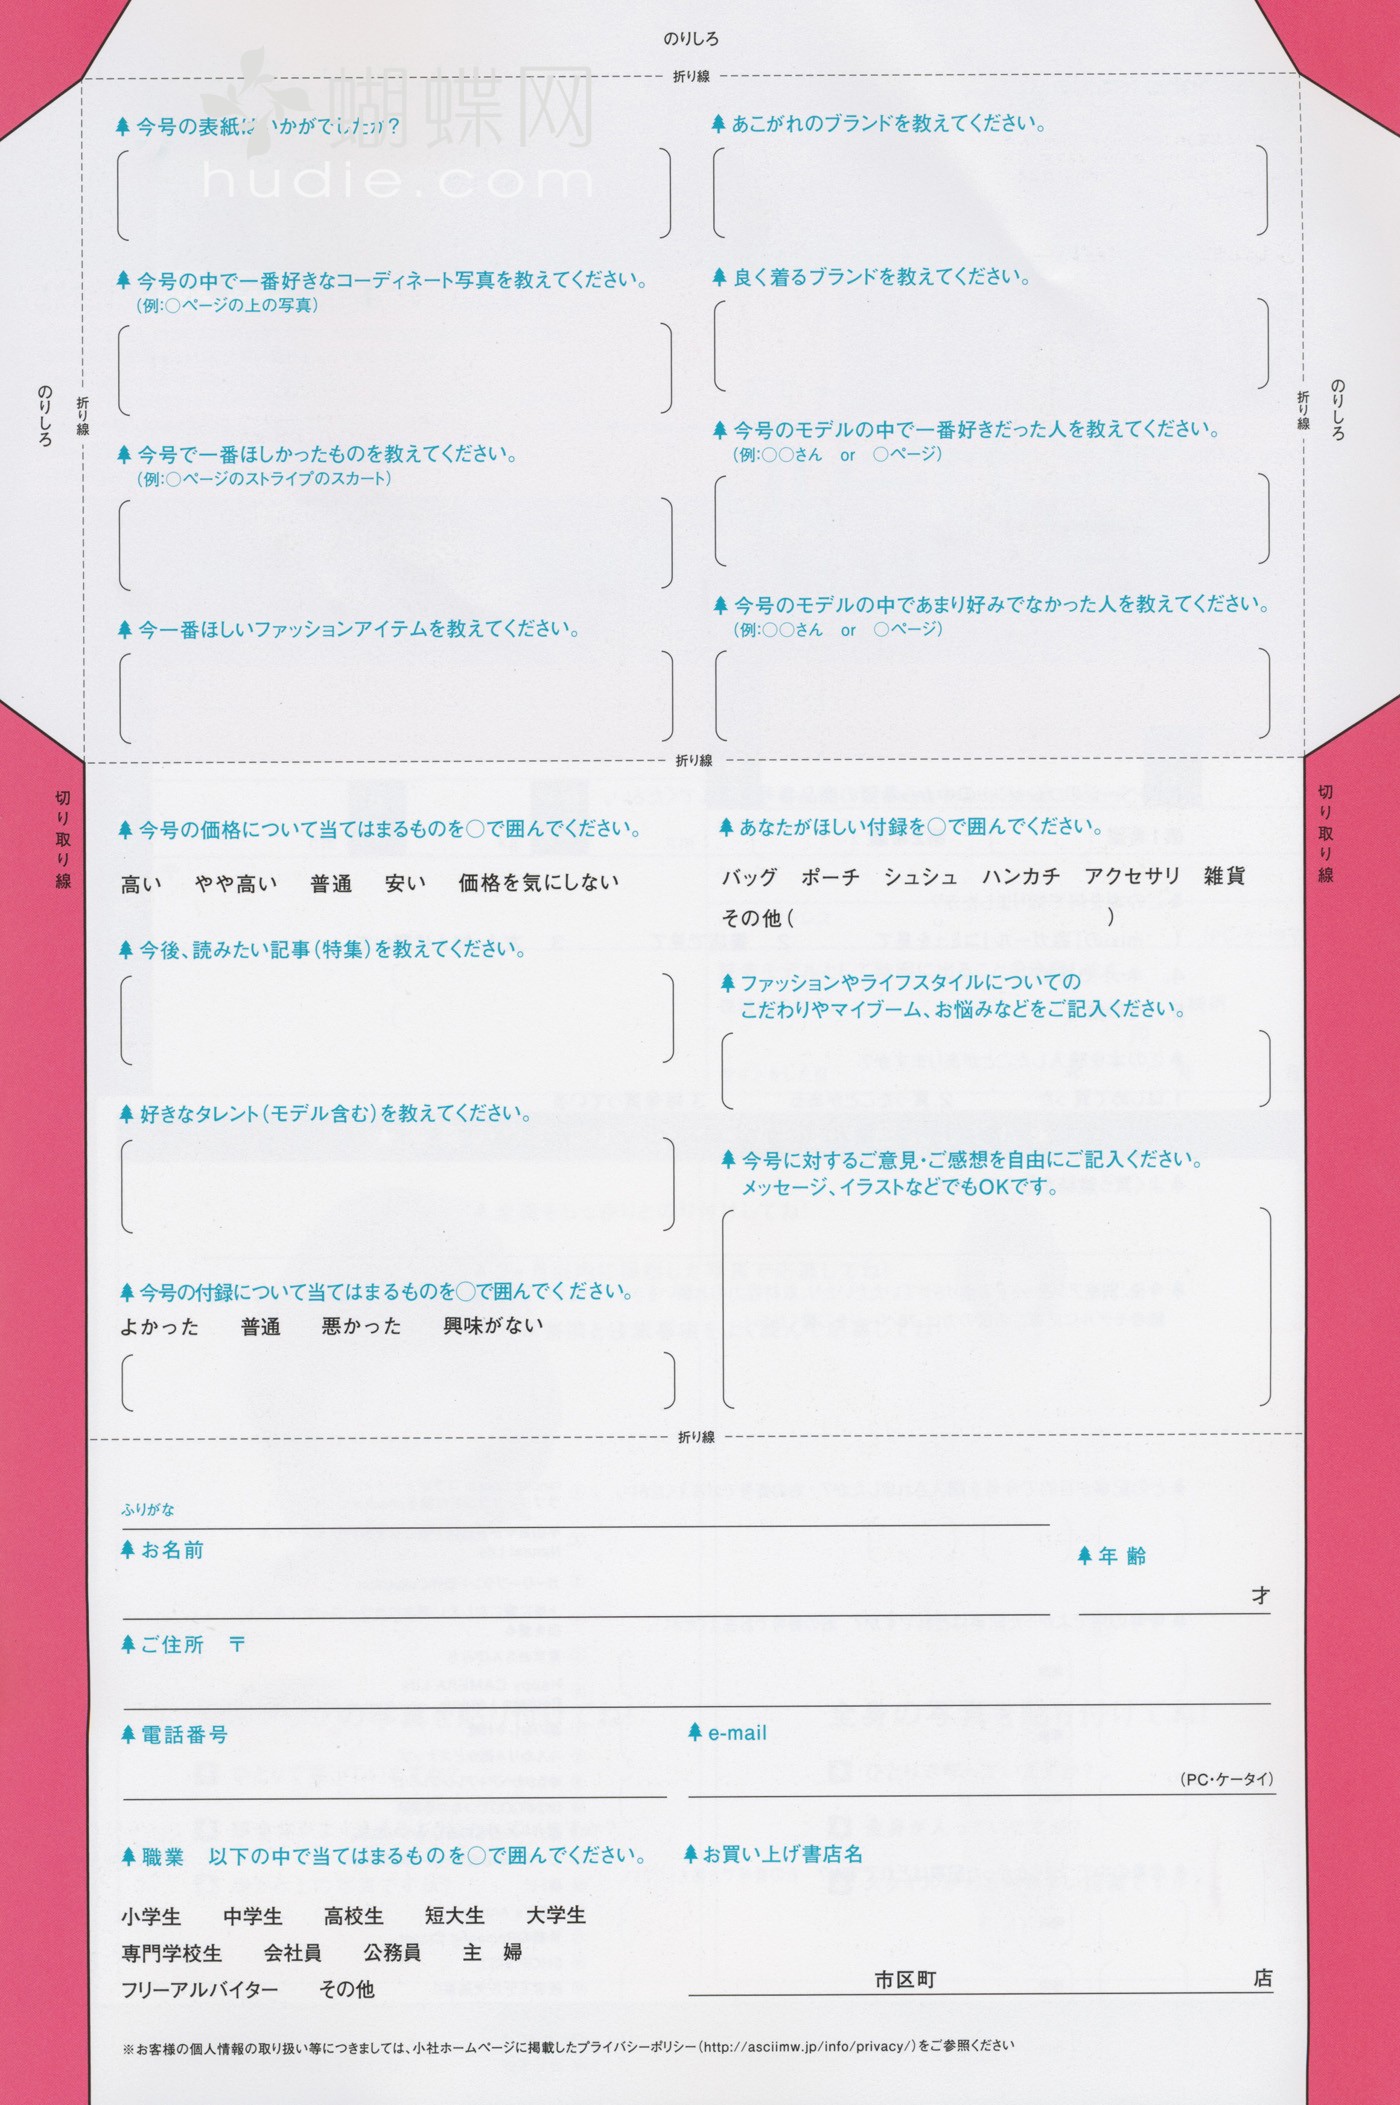 のりしろ
折り線
蝴蝶网
hudie.com
今号の表紙はいかがでしたか?
今号の中で一番好きなコーディネート写真を教えてください。
(例:○ページの上の写真)
今号で一番ほしかったものを教えてください。
(例:○ページのストライプのスカート)
今一番ほしいファッションアイテムを教えてください。
あこがれのブランドを教えてください。
良く着るブランドを教えてください。
今号のモデルの中で一番好きだった人を教えてください。
(例:○○さん or ○ページ)
今号のモデルの中であまり好みでなかった人を教えてください。
(例:○○さん or ○ページ)
のりしろ
折り線
折り線
のりしろ
折り線
切り取り線
切り取り線
今号の価格について当てはまるものを○で囲んでください。
高い やや高い 普通 安い 価格を気にしない
今後、読みたい記事(特集)を教えてください。
好きなタレント(モデル含む)を教えてください。
今号の付録について当てはまるものを○で囲んでください。
よかった 普通 悪かった 興味がない
あなたがほしい付録を○で囲んでください。
バッグ ポーチ シュシュ ハンカチ アクセサリ 雑貨
その他( )
ファッションやライフスタイルについての
こだわりやマイブーム、お悩みなどをご記入ください。
今号に対するご意見・ご感想を自由にご記入ください。
メッセージ、イラストなどでもOKです。
折り線
ふりがな
お名前
年齢
才
ご住所 〒
電話番号
e-mail
(PC・ケータイ)
職業 以下の中で当てはまるものを○で囲んでください。
小学生 中学生 高校生 短大生 大学生
専門学校生 会社員 公務員 主 婦
フリーアルバイター その他
お買い上げ書店名
市区町 店
※お客様の個人情報の取り扱い等につきましては、小社ホームページに掲載したプライバシーポリシー(http://asciimw.jp/info/privacy/)をご参照ください